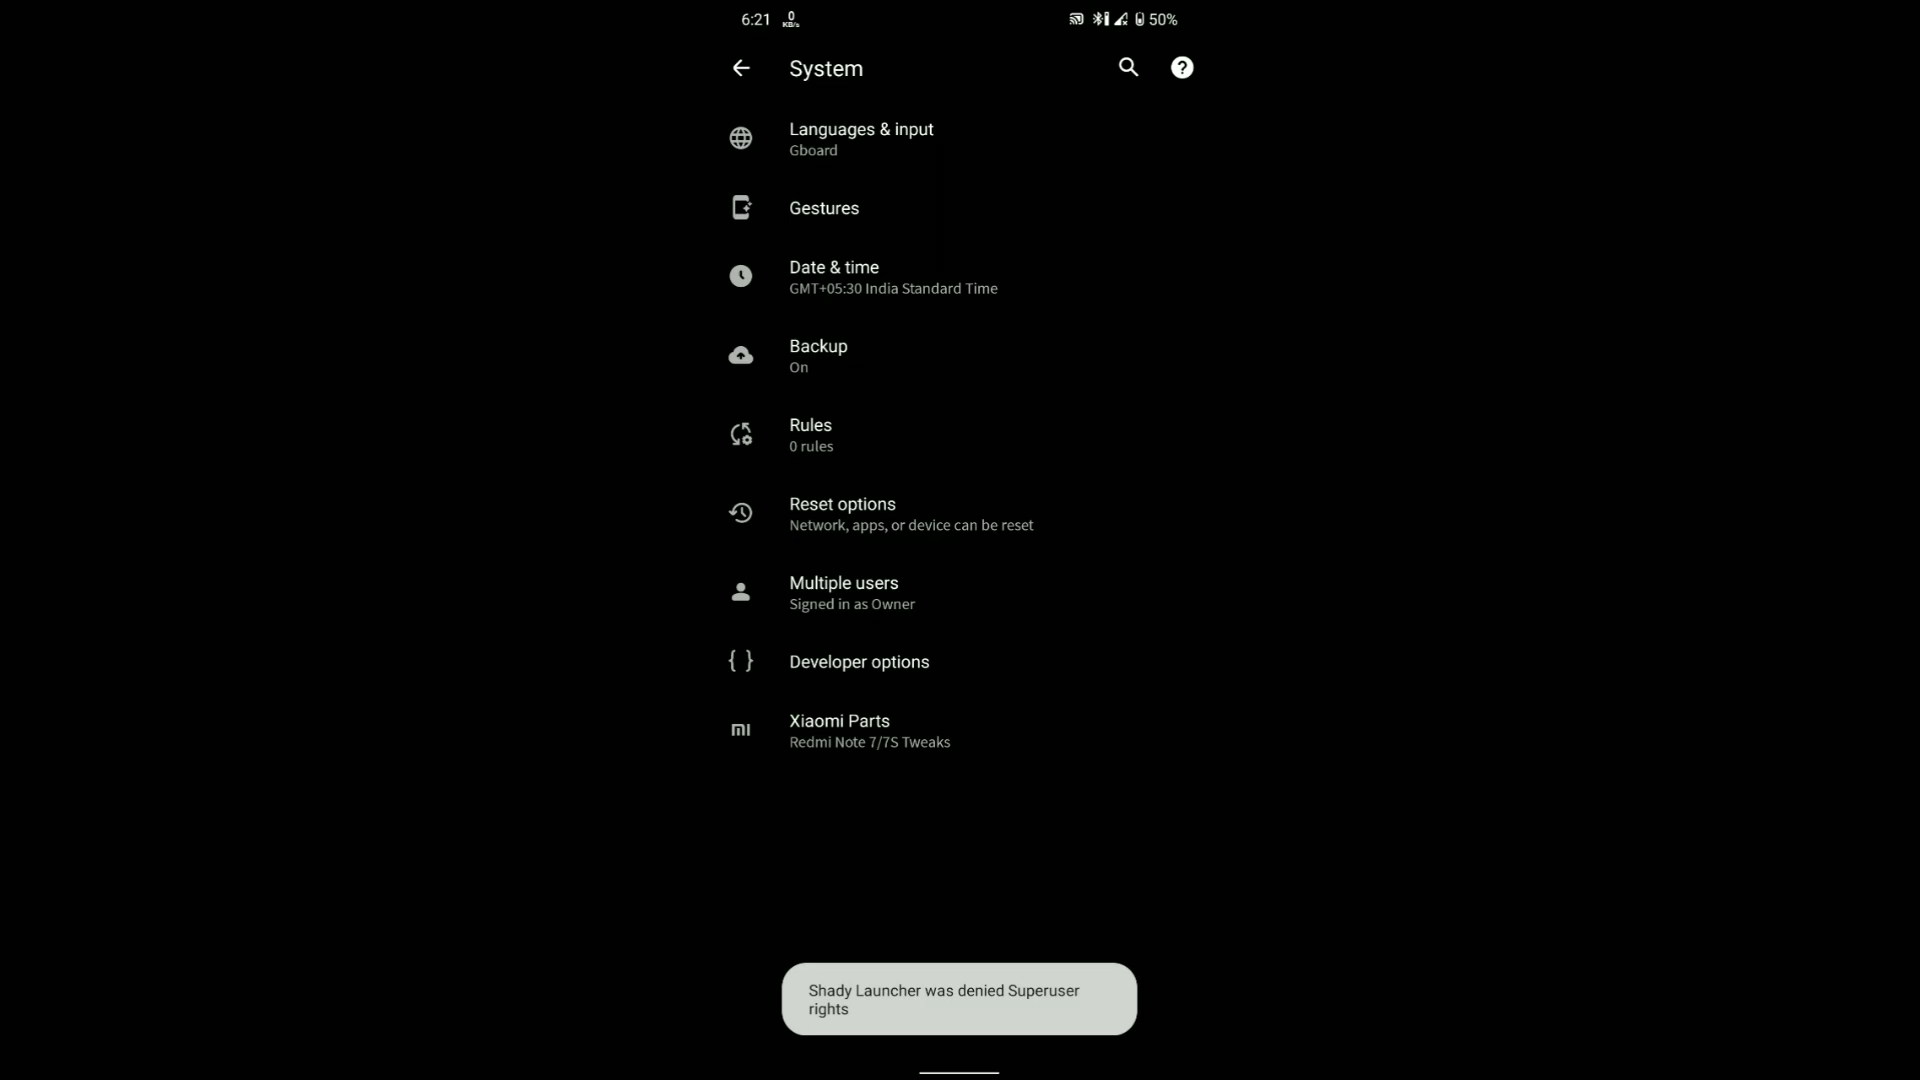 6:21 0 KB/s 50%
System
Languages & input
Gboard
Gestures
Date & time
GMT+05:30 India Standard Time
Backup
On
Rules
0 rules
Reset options
Network, apps, or device can be reset
Multiple users
Signed in as Owner
Developer options
Xiaomi Parts
Redmi Note 7/7S Tweaks
Shady Launcher was denied Superuser
rights